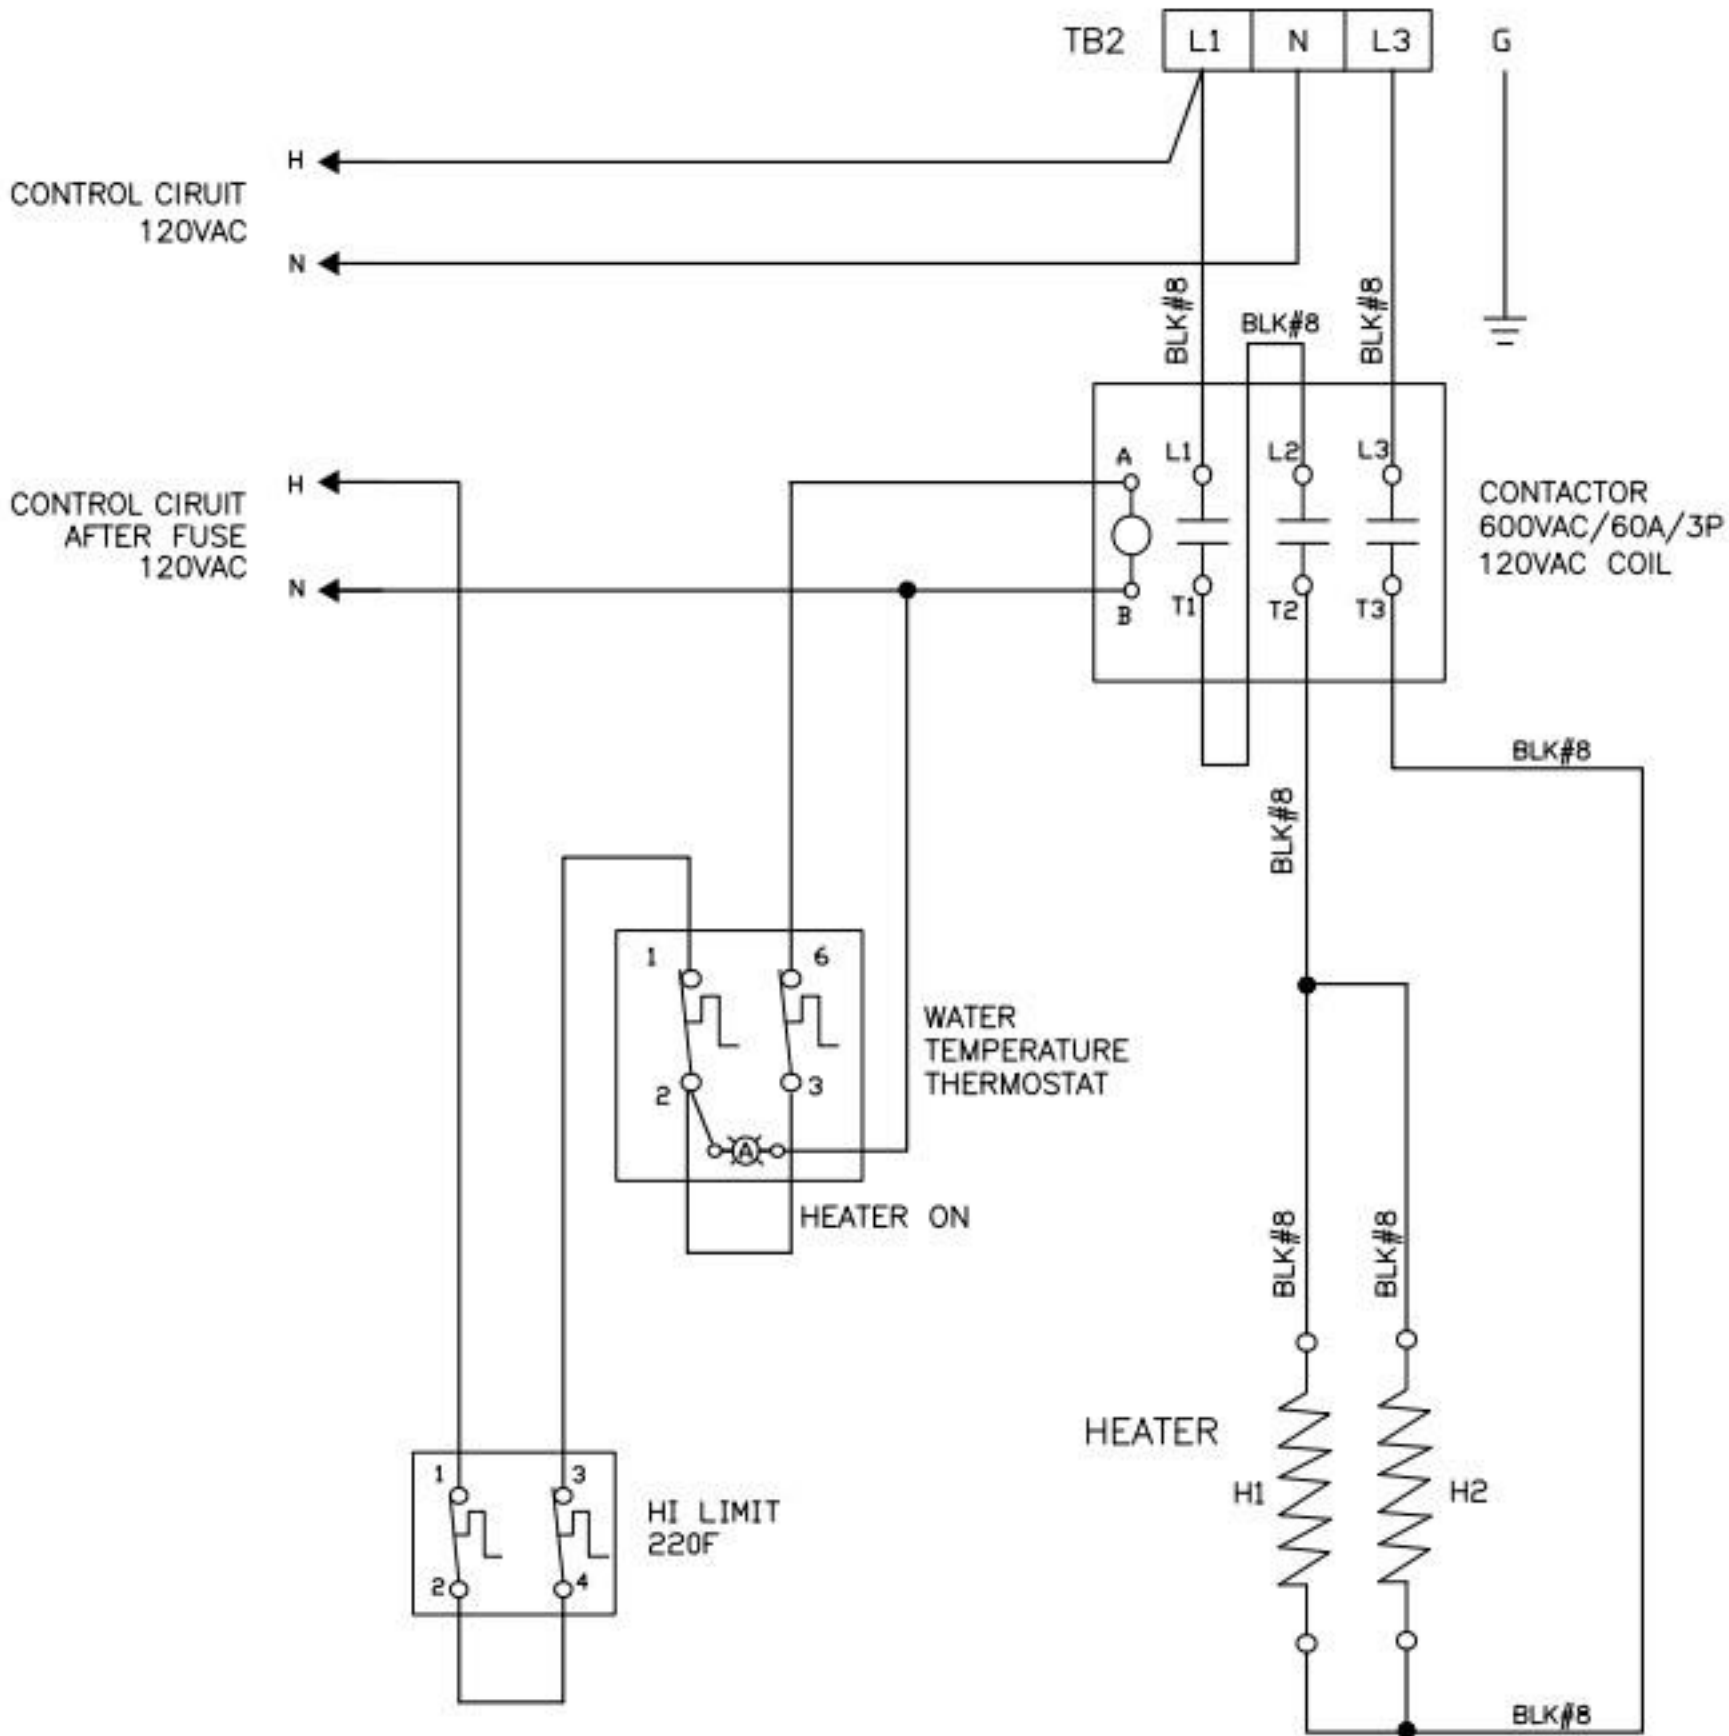 TB2 L1 N L3 G
H
CONTROL CIRUIT
120VAC
N
BLK#8
BLK#8
BLK#8
A
L1
L2
L3
H
CONTROL CIRUIT
AFTER FUSE
120VAC
N
CONTACTOR
600VAC/60A/3P
120VAC COIL
B
T1
T2
T3
BLK#8
BLK#8
1
6
WATER
TEMPERATURE
THERMOSTAT
2
3
A
HEATER ON
BLK#8
BLK#8
HEATER
H1
H2
1
3
HI LIMIT
220F
2
4
BLK#8